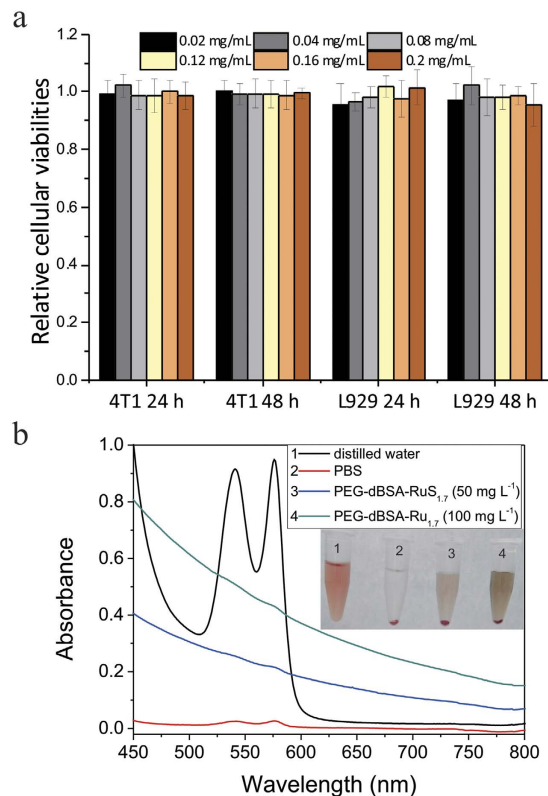 a
0.02 mg/mL 0.04 mg/mL 0.08 mg/mL
0.12 mg/mL 0.16 mg/mL 0.2 mg/mL
Relative cellular viabilities
1.2
1.0
0.8
0.6
0.4
0.2
0.0
4T1 24 h 4T1 48 h L929 24 h L929 48 h
b
1 distilled water
2 PBS
3 PEG-dBSA-RuS1.7 (50 mg L⁻¹)
4 PEG-dBSA-Ru1.7 (100 mg L⁻¹)
1 2 3 4
Absorbance
1.0
0.8
0.6
0.4
0.2
0.0
450 500 550 600 650 700 750 800
Wavelength (nm)